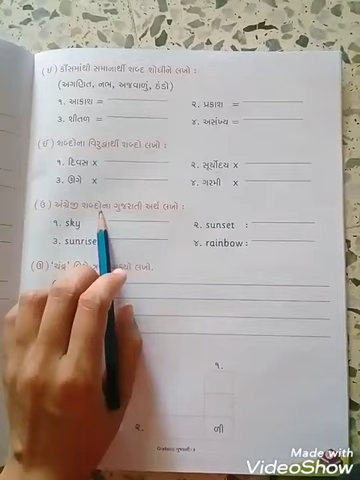 (ઇ) કૌંસમાંથી સમાનાર્થી શબ્દ શોધીને લખો :
(અગણિત, નભ, અજવાળું, ઠંડો)
૧. આકાશ = ૨. પ્રકાશ =
૩. શીતળ = ૪. અસંખ્ય =
(ઈ) શબ્દોના વિરુદ્ધાર્થી શબ્દો લખો :
૧. દિવસ x ૨. સૂર્યોદય x
૩. ઊગે x ૪. ગરમી x
(ઉ) અંગ્રેજી શબ્દોના ગુજરાતી અર્થ લખો :
૧. sky ૨. sunset :
૩. sunrise ૪. rainbow :
(ઊ) 'ચંદ્ર' વાક્યો લખો.
૧.
૨. ળી
Made with
VideoShow